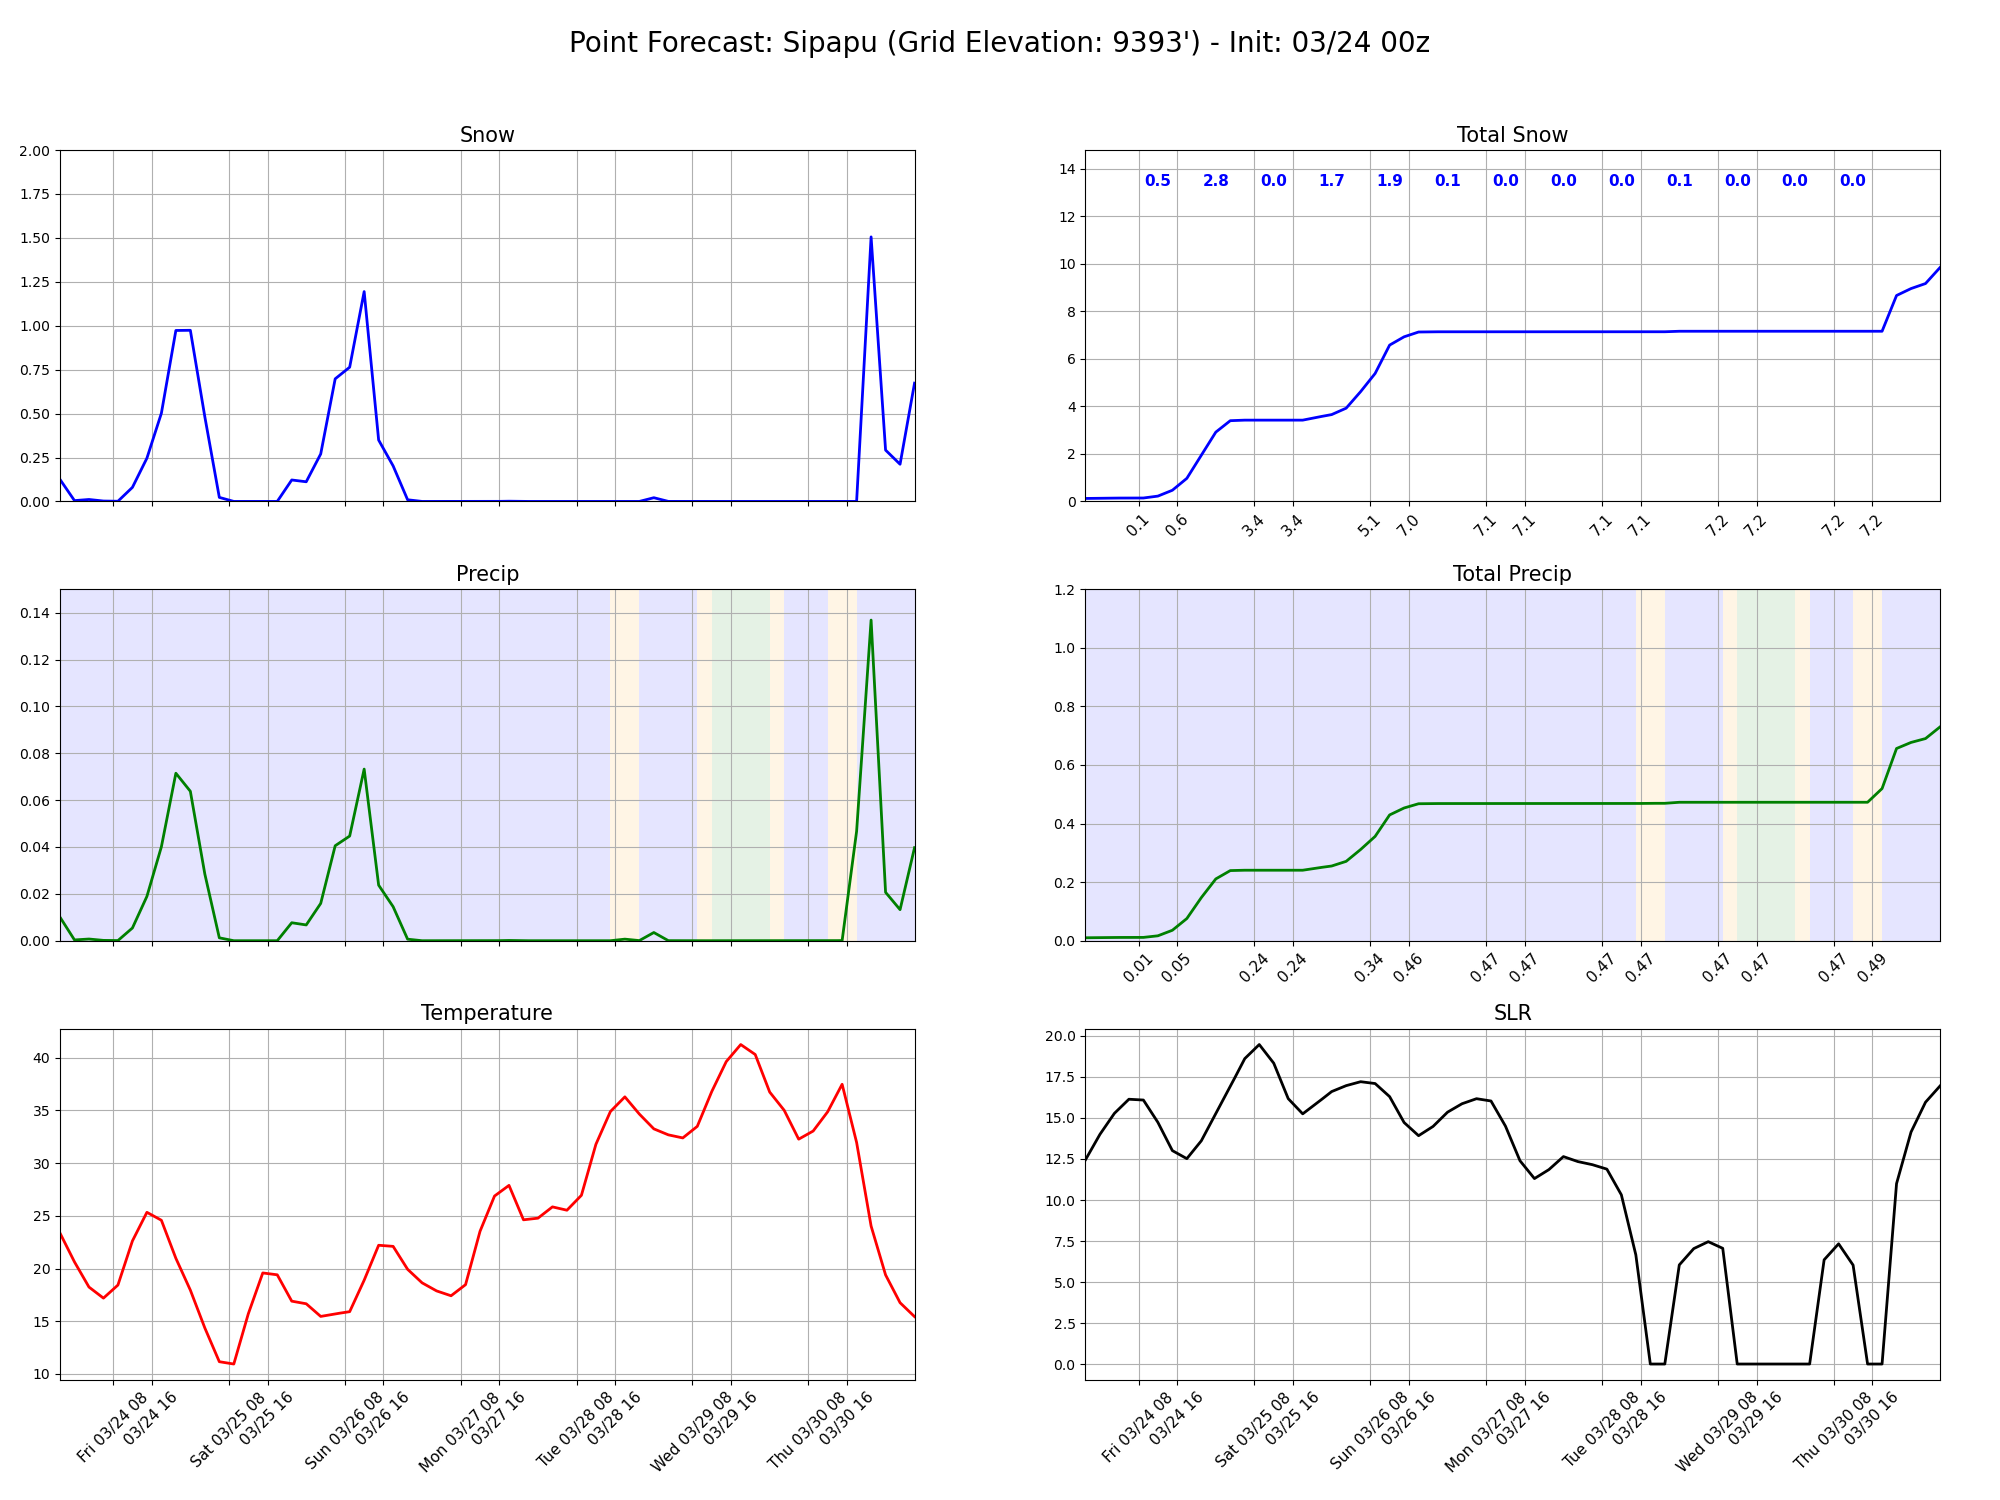 Point Forecast: Sipapu (Grid Elevation: 9393') - Init: 03/24 00z
Snow
2.00
1.75
1.50
1.25
1.00
0.75
0.50
0.25
0.00
Total Snow
14
12
10
8
6
4
2
0
0.5 2.8 0.0 1.7 1.9 0.1 0.0 0.0 0.0 0.1 0.0 0.0 0.0
0.1 0.6 3.4 3.4 5.1 7.0 7.1 7.1 7.1 7.1 7.2 7.2 7.2 7.2
Precip
0.14
0.12
0.10
0.08
0.06
0.04
0.02
0.00
Total Precip
1.2
1.0
0.8
0.6
0.4
0.2
0.0
0.01 0.05 0.24 0.24 0.34 0.46 0.47 0.47 0.47 0.47 0.47 0.47 0.47 0.49
Temperature
40
35
30
25
20
15
10
Fri 03/24 08
03/24 16
Sat 03/25 08
03/25 16
Sun 03/26 08
03/26 16
Mon 03/27 08
03/27 16
Tue 03/28 08
03/28 16
Wed 03/29 08
03/29 16
Thu 03/30 08
03/30 16
SLR
20.0
17.5
15.0
12.5
10.0
7.5
5.0
2.5
0.0
Fri 03/24 08
03/24 16
Sat 03/25 08
03/25 16
Sun 03/26 08
03/26 16
Mon 03/27 08
03/27 16
Tue 03/28 08
03/28 16
Wed 03/29 08
03/29 16
Thu 03/30 08
03/30 16